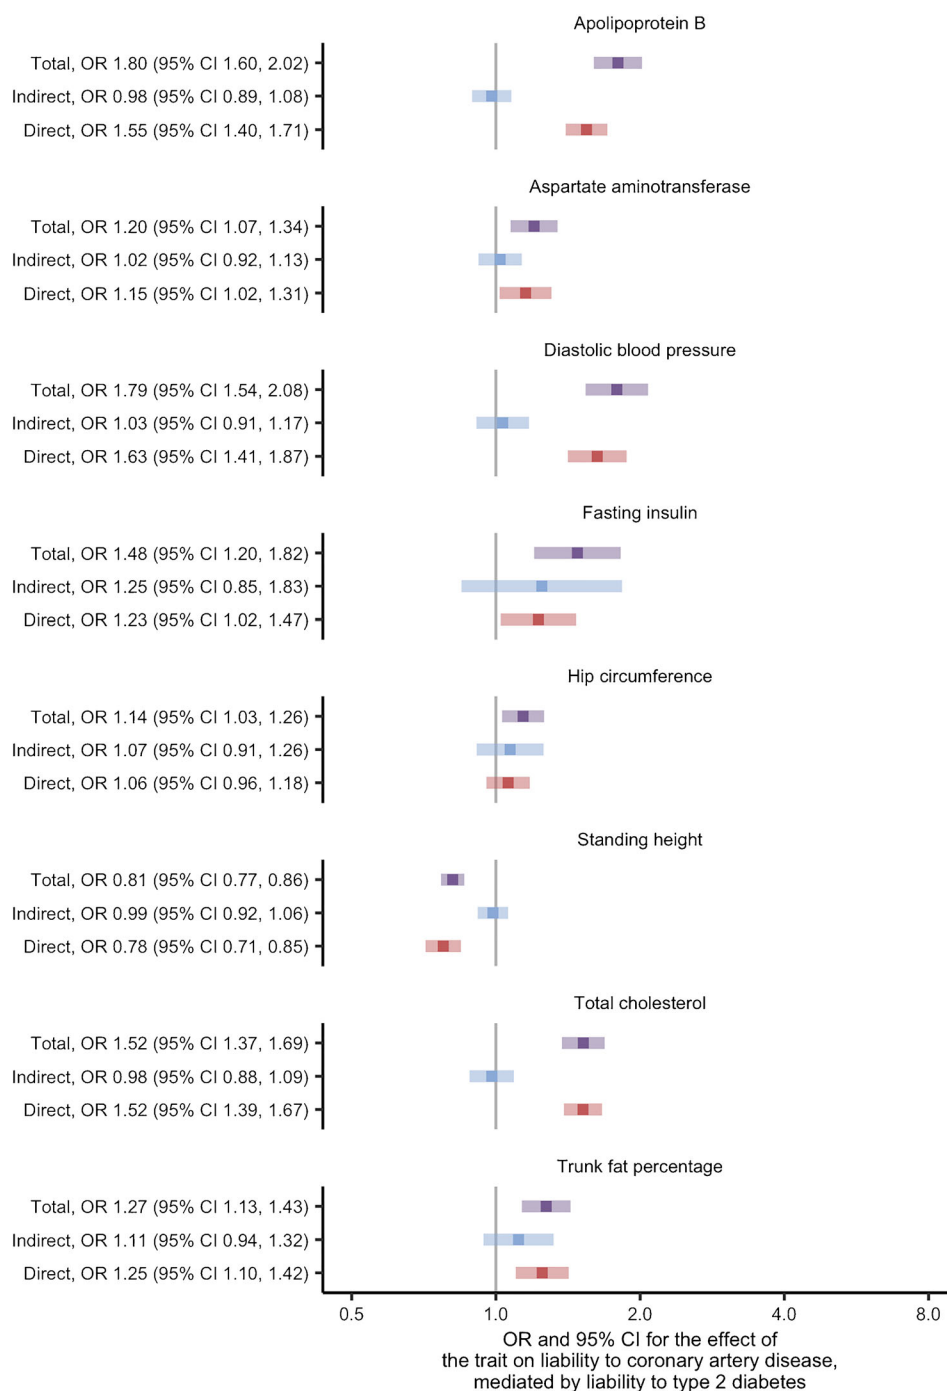 Apolipoprotein B
Total, OR 1.80 (95% CI 1.60, 2.02)
Indirect, OR 0.98 (95% CI 0.89, 1.08)
Direct, OR 1.55 (95% CI 1.40, 1.71)
Aspartate aminotransferase
Total, OR 1.20 (95% CI 1.07, 1.34)
Indirect, OR 1.02 (95% CI 0.92, 1.13)
Direct, OR 1.15 (95% CI 1.02, 1.31)
Diastolic blood pressure
Total, OR 1.79 (95% CI 1.54, 2.08)
Indirect, OR 1.03 (95% CI 0.91, 1.17)
Direct, OR 1.63 (95% CI 1.41, 1.87)
Fasting insulin
Total, OR 1.48 (95% CI 1.20, 1.82)
Indirect, OR 1.25 (95% CI 0.85, 1.83)
Direct, OR 1.23 (95% CI 1.02, 1.47)
Hip circumference
Total, OR 1.14 (95% CI 1.03, 1.26)
Indirect, OR 1.07 (95% CI 0.91, 1.26)
Direct, OR 1.06 (95% CI 0.96, 1.18)
Standing height
Total, OR 0.81 (95% CI 0.77, 0.86)
Indirect, OR 0.99 (95% CI 0.92, 1.06)
Direct, OR 0.78 (95% CI 0.71, 0.85)
Total cholesterol
Total, OR 1.52 (95% CI 1.37, 1.69)
Indirect, OR 0.98 (95% CI 0.88, 1.09)
Direct, OR 1.52 (95% CI 1.39, 1.67)
Trunk fat percentage
Total, OR 1.27 (95% CI 1.13, 1.43)
Indirect, OR 1.11 (95% CI 0.94, 1.32)
Direct, OR 1.25 (95% CI 1.10, 1.42)
0.5 1.0 2.0 4.0 8.0
OR and 95% CI for the effect of
the trait on liability to coronary artery disease,
mediated by liability to type 2 diabetes